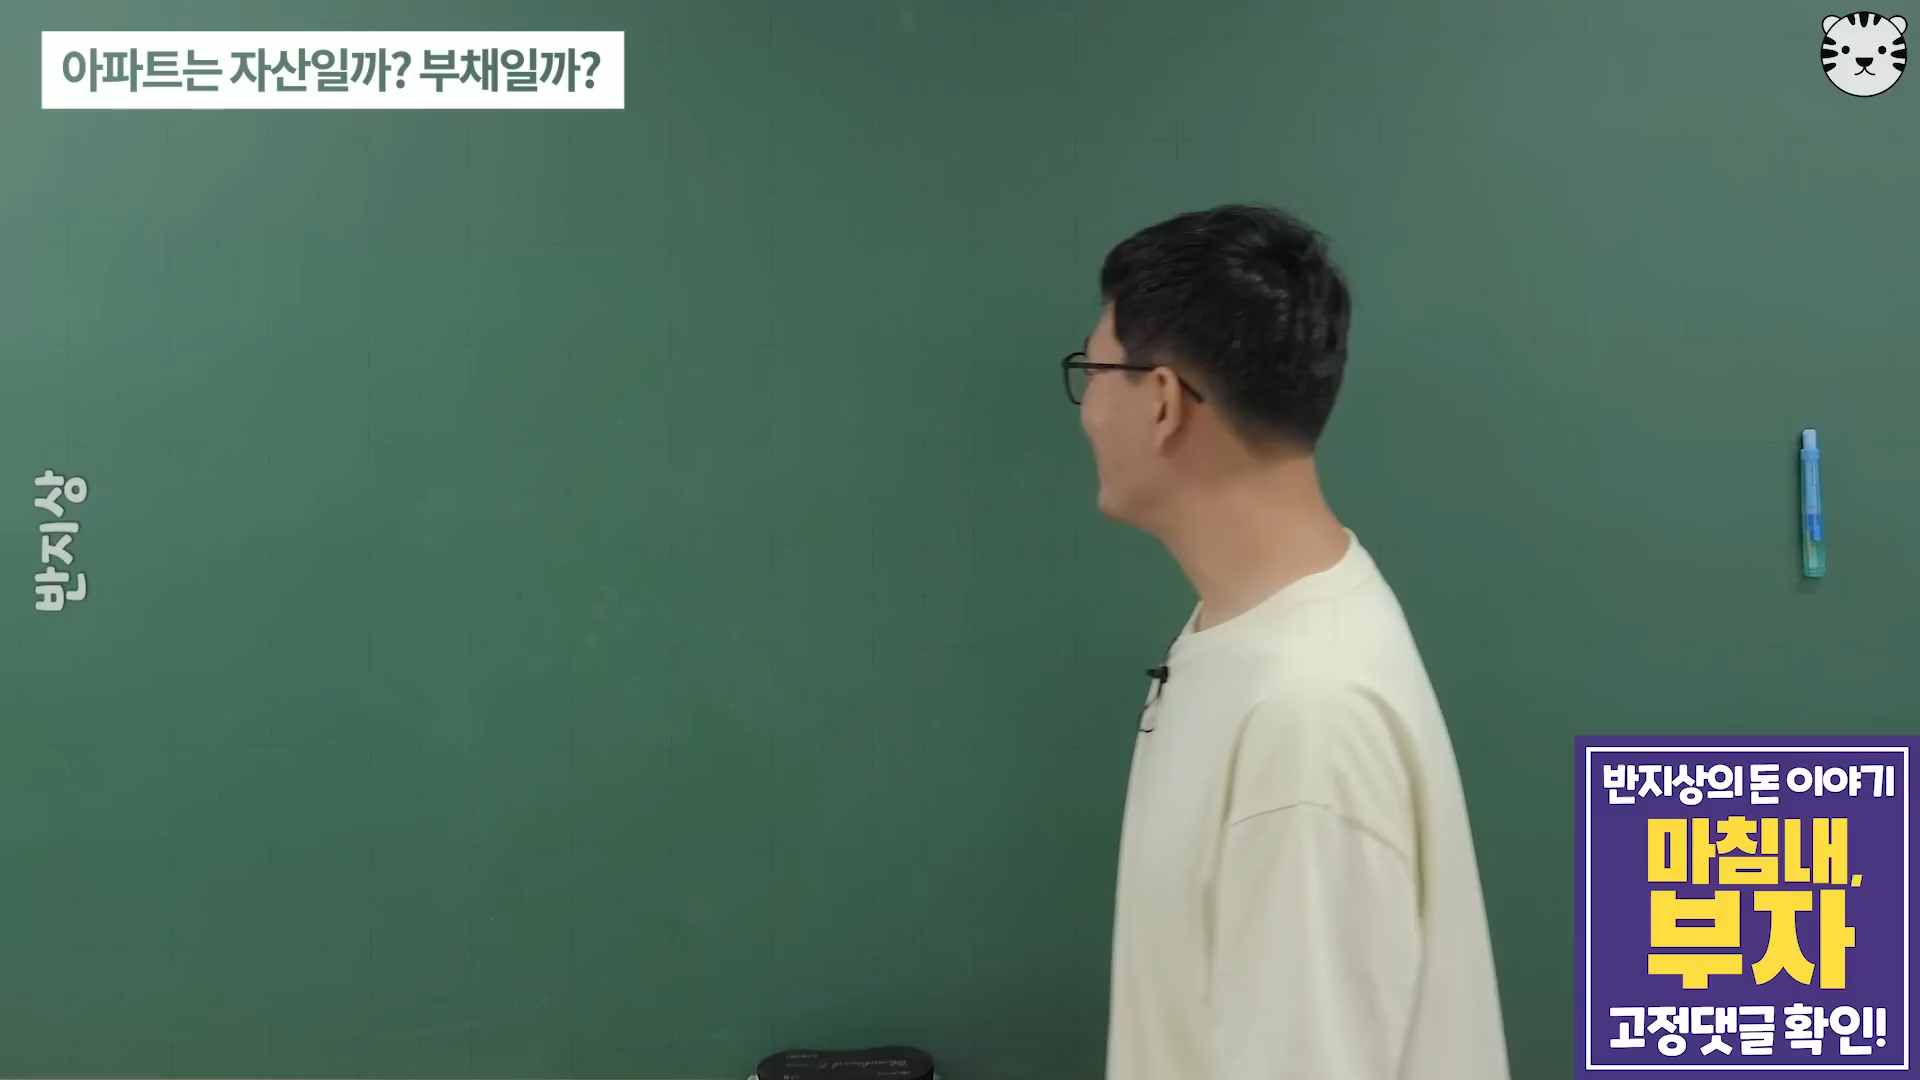 아파트는 자산일까? 부채일까?
반지상
반지상의 돈 이야기
마침내,
부자
고정댓글 확인!